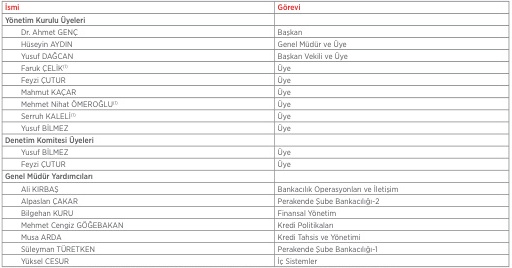 İsmi Görevi
Yönetim Kurulu Üyeleri
Dr. Ahmet GENÇ Başkan
Hüseyin AYDIN Genel Müdür ve Üye
Yusuf DAĞCAN Başkan Vekili ve Üye
Faruk ÇELİK(1) Üye
Feyzi ÇUTUR Üye
Mahmut KAÇAR Üye
Mehmet Nihat ÖMEROĞLU(1) Üye
Serruh KALELİ(1) Üye
Yusuf BİLMEZ Üye
Denetim Komitesi Üyeleri
Yusuf BİLMEZ Üye
Feyzi ÇUTUR Üye
Genel Müdür Yardımcıları
Ali KIRBAŞ Bankacılık Operasyonları ve İletişim
Alpaslan ÇAKAR Perakende Şube Bankacılığı-2
Bilgehan KURU Finansal Yönetim
Mehmet Cengiz GÖĞEBAKAN Kredi Politikaları
Musa ARDA Kredi Tahsis ve Yönetimi
Süleyman TÜRETKEN Perakende Şube Bankacılığı-1
Yüksel CESUR İç Sistemler